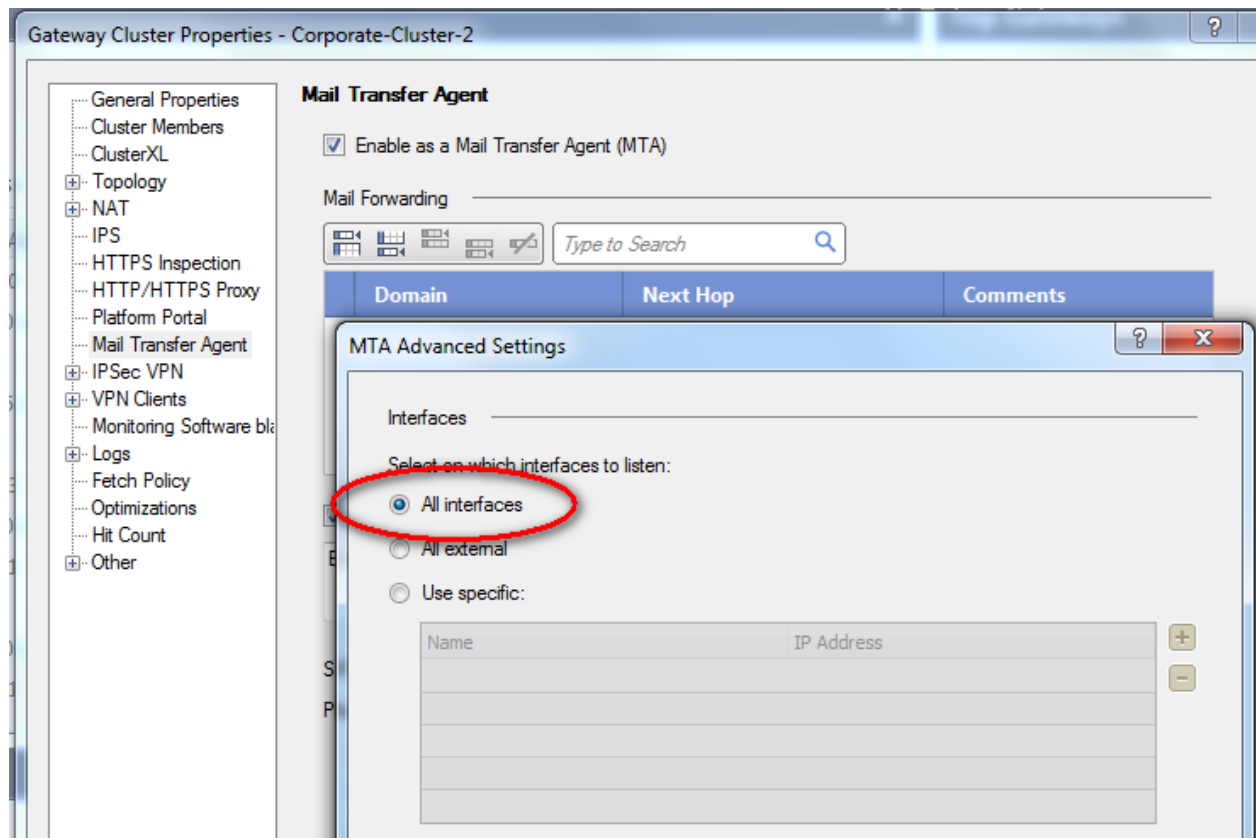 Gateway Cluster Properties - Corporate-Cluster-2
General Properties
Cluster Members
ClusterXL
Topology
NAT
IPS
HTTPS Inspection
HTTP/HTTPS Proxy
Platform Portal
Mail Transfer Agent
IPSec VPN
VPN Clients
Monitoring Software bla
Logs
Fetch Policy
Optimizations
Hit Count
Other
Mail Transfer Agent
Enable as a Mail Transfer Agent (MTA)
Mail Forwarding
Type to Search
Domain Next Hop Comments
MTA Advanced Settings
Interfaces
Select on which interfaces to listen:
All interfaces
All external
Use specific:
Name IP Address